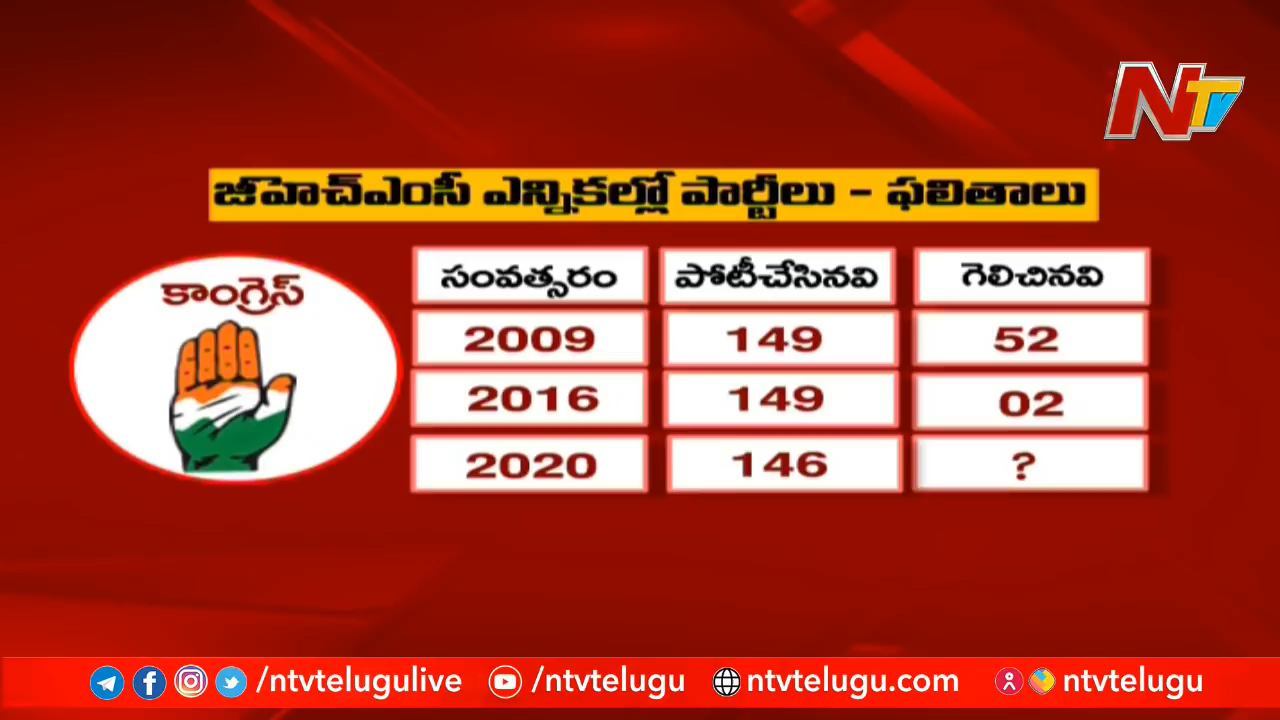 NTV
జీహెచ్ఎంసీ ఎన్నికల్లో పార్టీలు - ఫలితాలు
కాంగ్రెస్
సంవత్సరం పోటీచేసినవి గెలిచినవి
2009 149 52
2016 149 02
2020 146 ?
/ntvtelugulive /ntvtelugu ntvtelugu.com ntvtelugu